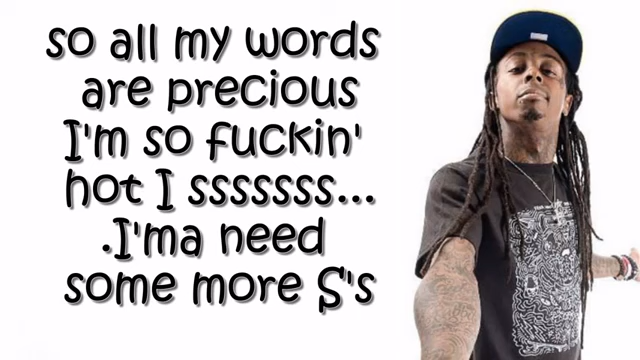 so all my words
are precious
I'm so fuckin'
hot I sssssss...
.I'ma need
some more S's